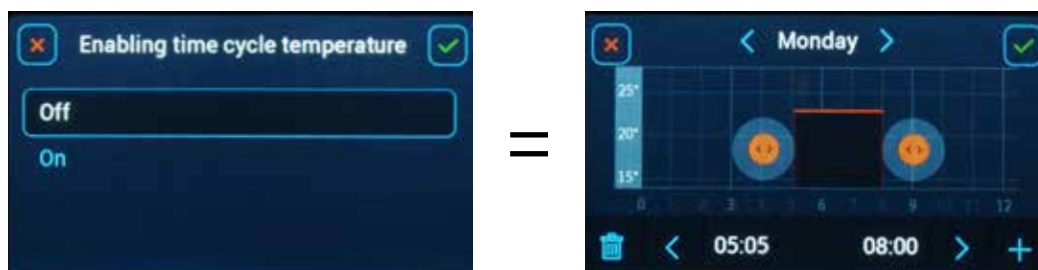 Enabling time cycle temperature
Off
On
=
Monday
25°
20°
15°
0 3 6 9 12
05:05 08:00